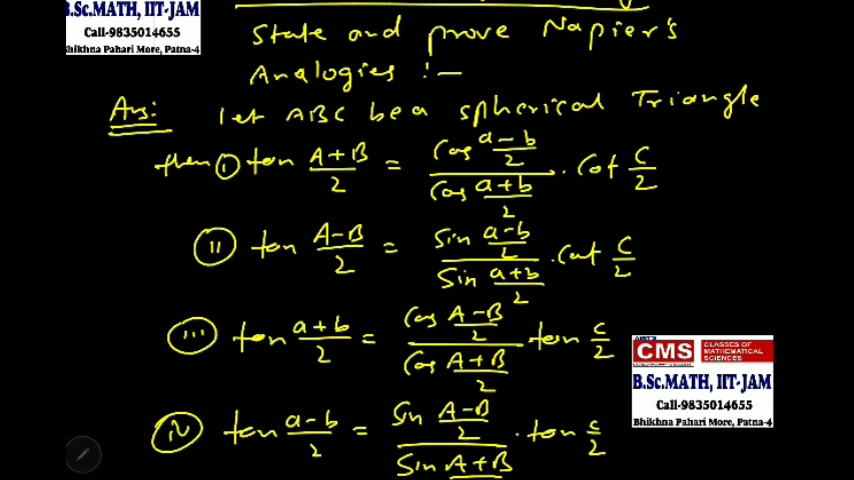 B.Sc.MATH, IIT-JAM
Call-9835014655
Bhikhna Pahari More, Patna-4
State and prove Napier's
Analogies :—
Ans: Let ABC be a spherical Triangle
then (i) tan (A+B)/2 = (cos (a-b)/2)/(cos (a+b)/2) . cot C/2
(ii) tan (A-B)/2 = (sin (a-b)/2)/(sin (a+b)/2) . cot C/2
(iii) tan (a+b)/2 = (cos (A-B)/2)/(cos (A+B)/2) tan c/2
(iv) tan (a-b)/2 = (sin (A-B)/2)/(sin A+B) . tan c/2
CMS CLASSES OF MATHEMATICAL SCIENCES
B.Sc.MATH, IIT-JAM
Call-9835014655
Bhikhna Pahari More, Patna-4